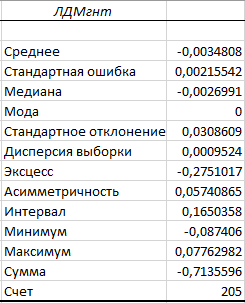 ЛДМгнт
Среднее -0,0034808
Стандартная ошибка 0,00215542
Медиана -0,0026991
Мода 0
Стандартное отклонение 0,0308609
Дисперсия выборки 0,0009524
Эксцесс -0,2751017
Асимметричность 0,05740865
Интервал 0,1650358
Минимум -0,087406
Максимум 0,07762982
Сумма -0,7135596
Счет 205